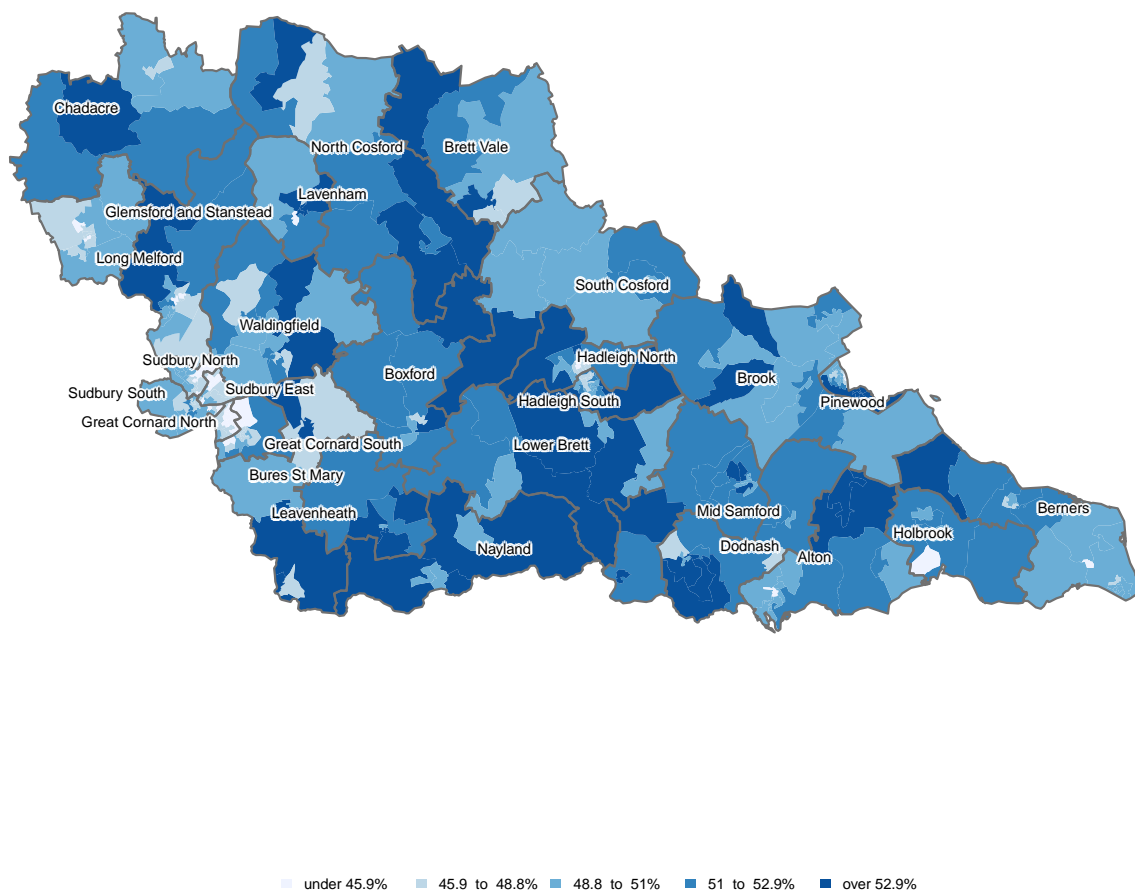 Chadacre
North Cosford
Brett Vale
Lavenham
Glemsford and Stanstead
Long Melford
South Cosford
Waldingfield
Sudbury North
Hadleigh North
Boxford
Brook
Sudbury East
Sudbury South
Hadleigh South
Pinewood
Great Cornard North
Great Cornard South
Lower Brett
Bures St Mary
Berners
Leavenheath
Mid Samford
Holbrook
Nayland
Dodnash
Alton
under 45.9% 45.9 to 48.8% 48.8 to 51% 51 to 52.9% over 52.9%